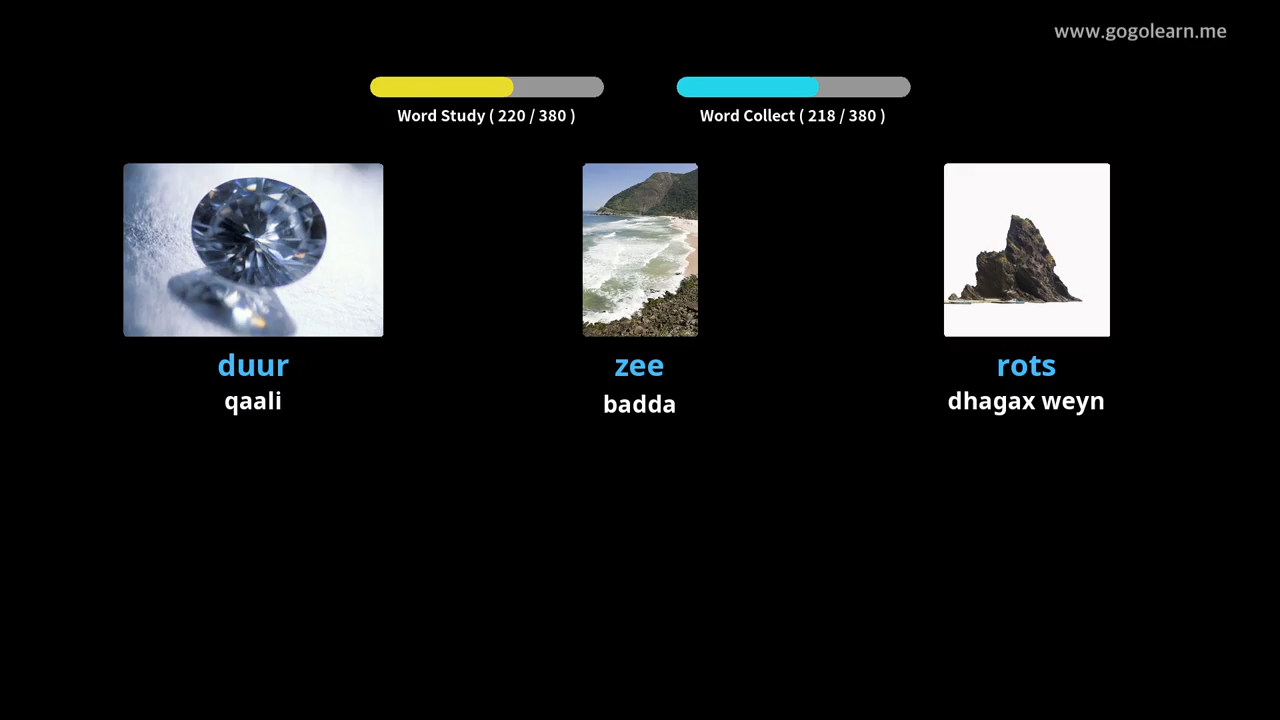 www.gogolearn.me
Word Study ( 220 / 380 )
Word Collect ( 218 / 380 )
duur
qaali
zee
badda
rots
dhagax weyn